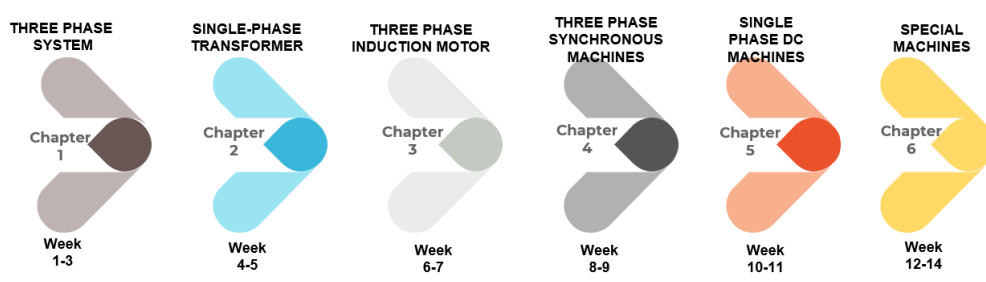 THREE PHASE
SYSTEM
Chapter
1
Week
1-3
SINGLE-PHASE
TRANSFORMER
Chapter
2
Week
4-5
THREE PHASE
INDUCTION MOTOR
Chapter
3
Week
6-7
THREE PHASE
SYNCHRONOUS
MACHINES
Chapter
4
Week
8-9
SINGLE
PHASE DC
MACHINES
Chapter
5
Week
10-11
SPECIAL
MACHINES
Chapter
6
Week
12-14